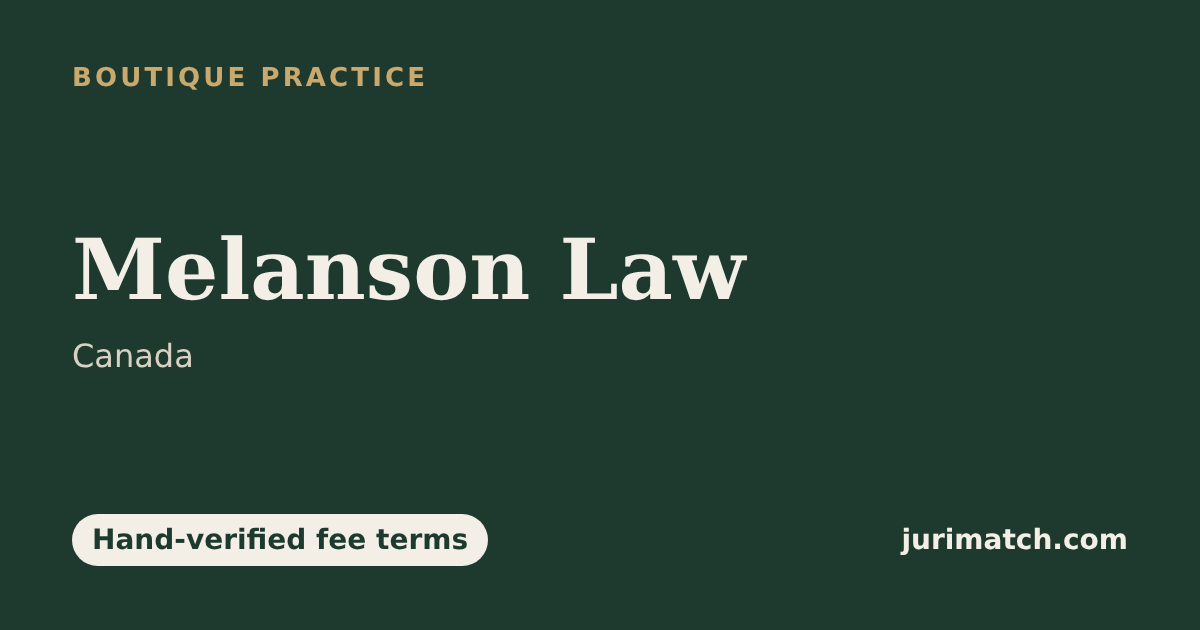 BOUTIQUE PRACTICE
Melanson Law
Canada
Hand-verified fee terms
jurimatch.com